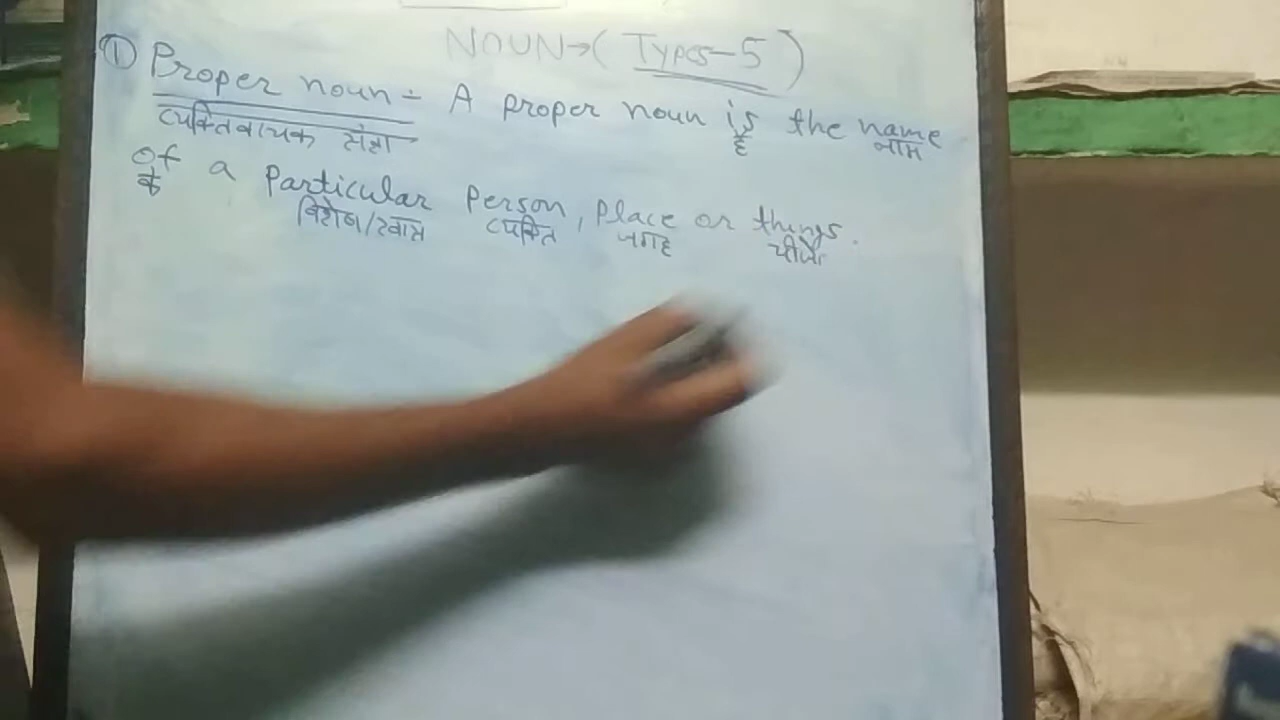 NOUN→(Types-5)
① Proper noun÷ A proper noun is the name
व्यक्तिवाचक संज्ञा है नाम
of a Particular Person, Place or things.
के विशेष/खास व्यक्ति जगह चीजें